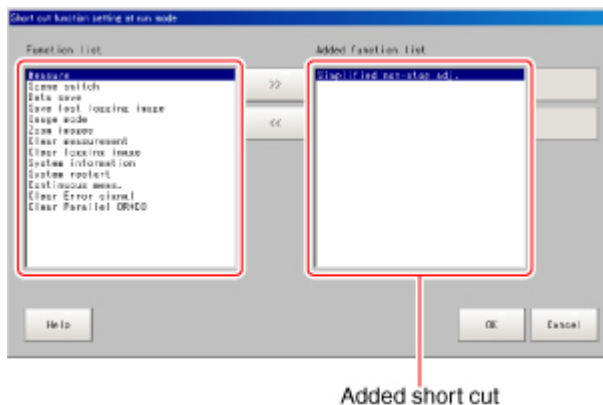 Short cut function setting at run mode
Function list
Added function list
Measure
Scene switch
Data save
Save last logging image
Image mode
Zoom images
Clear measurement
Clear logging image
System information
System restart
Continuous meas.
Clear Error signal
Clear Parallel OR+DO
>>
<<
Simplified non-stop adj.
Help
OK
Cancel
Added short cut